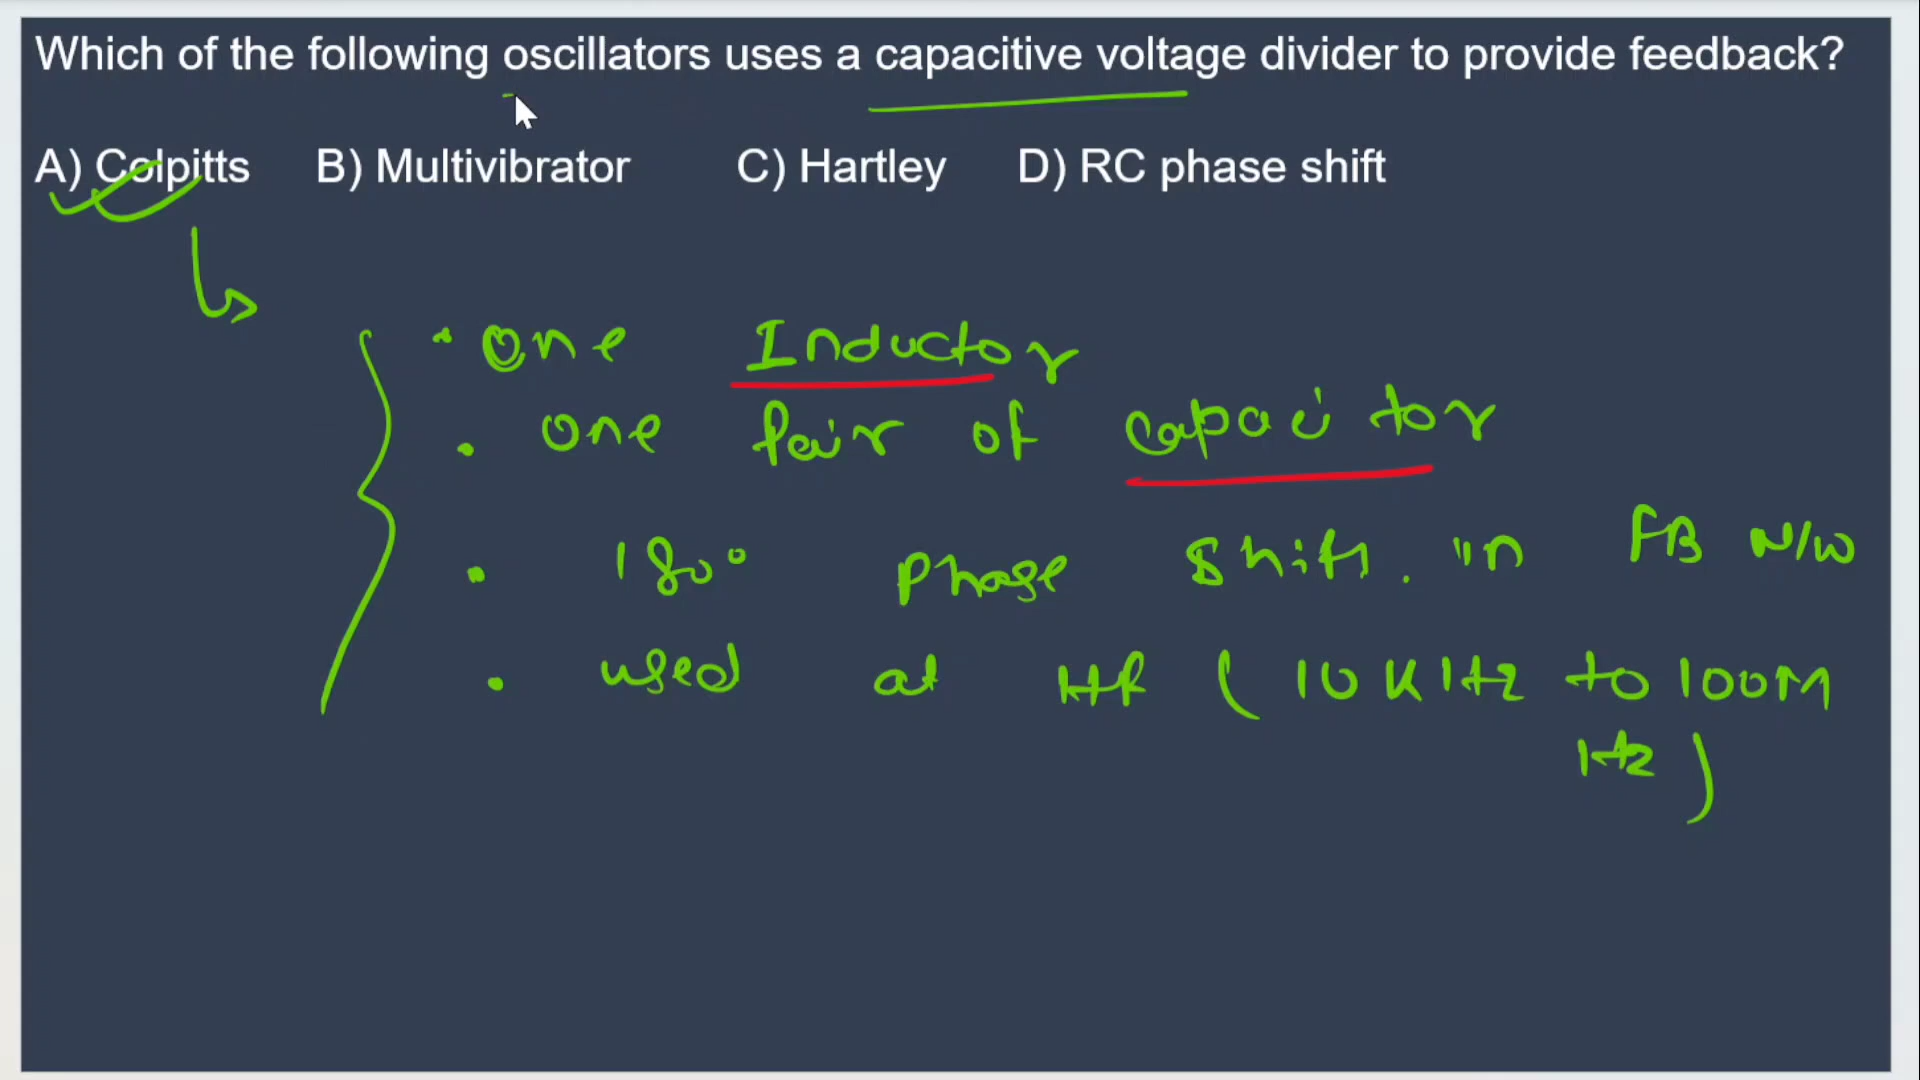 Which of the following oscillators uses a capacitive voltage divider to provide feedback?
A) Colpitts B) Multivibrator C) Hartley D) RC phase shift
• One Inductor
• one pair of capacitor
• 180° phase shift. in FB N/W
• used at HF ( 10 KHz to 100M
Hz )